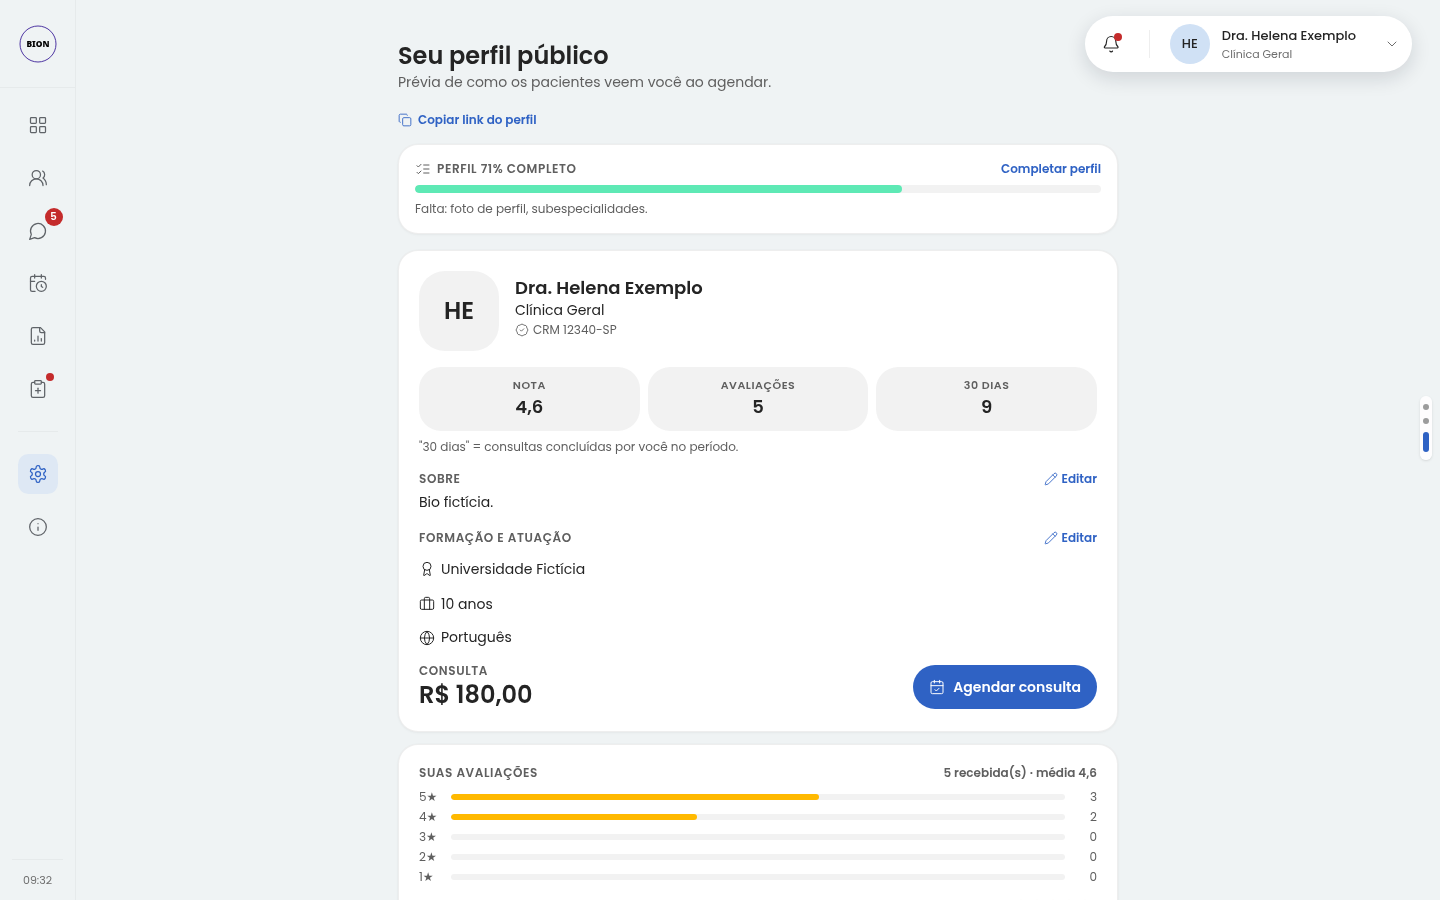 BION
Seu perfil público
Prévia de como os pacientes veem você ao agendar.
HE
Dra. Helena Exemplo
Clínica Geral
Copiar link do perfil
PERFIL 71% COMPLETO
Completar perfil
Falta: foto de perfil, subespecialidades.
5
HE
Dra. Helena Exemplo
Clínica Geral
CRM 12340-SP
NOTA
4,6
AVALIAÇÕES
5
30 DIAS
9
"30 dias" = consultas concluídas por você no período.
SOBRE
Editar
Bio fictícia.
FORMAÇÃO E ATUAÇÃO
Editar
Universidade Fictícia
10 anos
Português
CONSULTA
R$ 180,00
Agendar consulta
SUAS AVALIAÇÕES
5 recebida(s) · média 4,6
5★ 3
4★ 2
3★ 0
2★ 0
1★ 0
09:32